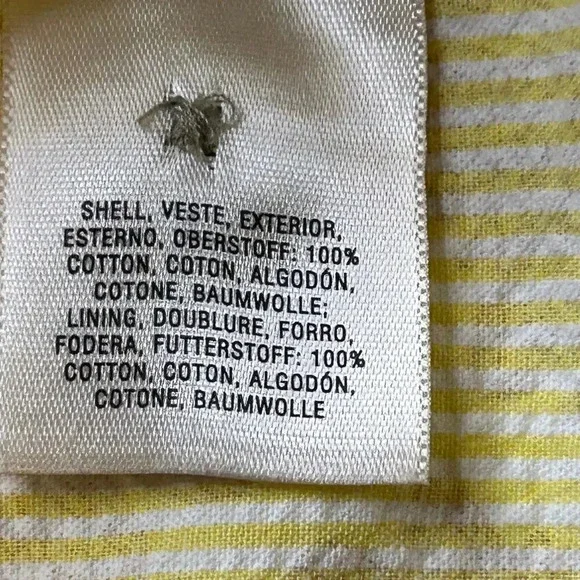 SHELL, VESTE, EXTERIOR,
ESTERNO, OBERSTOFF: 100%
COTTON, COTON, ALGODÓN,
COTONE, BAUMWOLLE;
LINING, DOUBLURE, FORRO,
FODERA, FUTTERSTOFF: 100%
COTTON, COTON, ALGODÓN,
COTONE, BAUMWOLLE